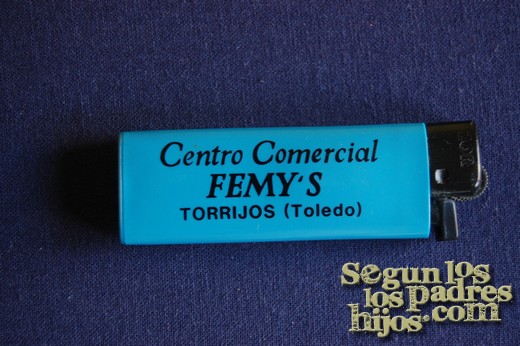 Centro Comercial
FEMY'S
TORRIJOS (Toledo)
Segun los
los padres
hijos.com